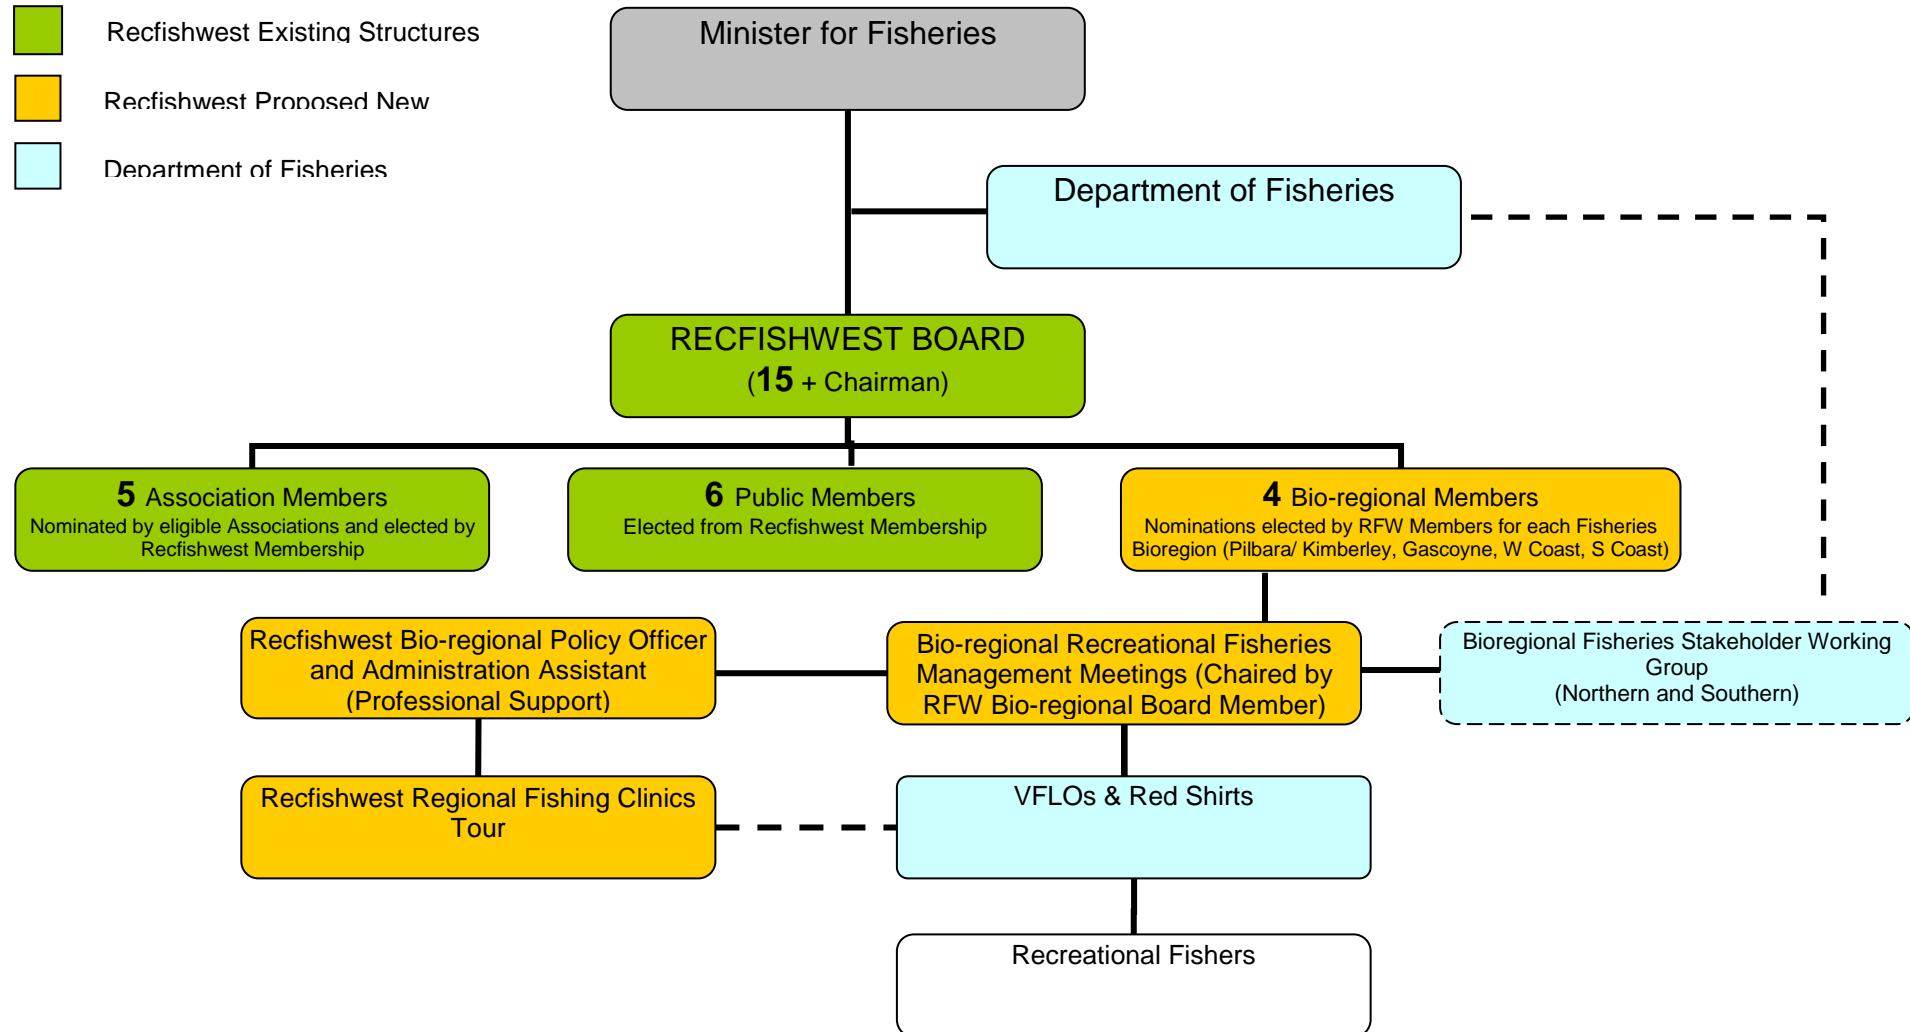 Recfishwest Existing Structures
Recfishwest Proposed New
Department of Fisheries
Minister for Fisheries
Department of Fisheries
RECFISHWEST BOARD
(15 + Chairman)
5 Association Members
Nominated by eligible Associations and elected by
Recfishwest Membership
6 Public Members
Elected from Recfishwest Membership
4 Bio-regional Members
Nominations elected by RFW Members for each Fisheries
Bioregion (Pilbara/ Kimberley, Gascoyne, W Coast, S Coast)
Recfishwest Bio-regional Policy Officer
and Administration Assistant
(Professional Support)
Bio-regional Recreational Fisheries
Management Meetings (Chaired by
RFW Bio-regional Board Member)
Bioregional Fisheries Stakeholder Working
Group
(Northern and Southern)
Recfishwest Regional Fishing Clinics
Tour
VFLOs & Red Shirts
Recreational Fishers